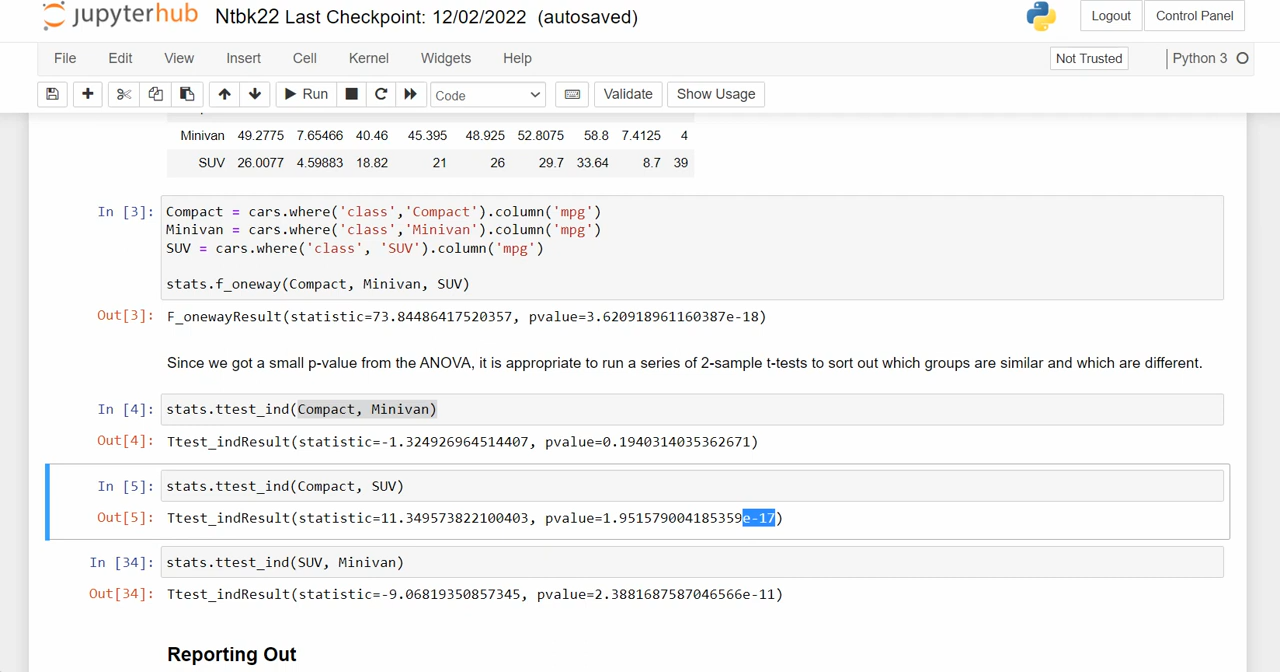 jupyterhub Ntbk22 Last Checkpoint: 12/02/2022 (autosaved) Logout Control Panel
File Edit View Insert Cell Kernel Widgets Help Not Trusted Python 3
Run Code Validate Show Usage
Minivan 49.2775 7.65466 40.46 45.395 48.925 52.8075 58.8 7.4125 4
SUV 26.0077 4.59883 18.82 21 26 29.7 33.64 8.7 39
In [3]: Compact = cars.where('class','Compact').column('mpg')
Minivan = cars.where('class','Minivan').column('mpg')
SUV = cars.where('class', 'SUV').column('mpg')
stats.f_oneway(Compact, Minivan, SUV)
Out[3]: F_onewayResult(statistic=73.84486417520357, pvalue=3.620918961160387e-18)
Since we got a small p-value from the ANOVA, it is appropriate to run a series of 2-sample t-tests to sort out which groups are similar and which are different.
In [4]: stats.ttest_ind(Compact, Minivan)
Out[4]: Ttest_indResult(statistic=-1.324926964514407, pvalue=0.1940314035362671)
In [5]: stats.ttest_ind(Compact, SUV)
Out[5]: Ttest_indResult(statistic=11.349573822100403, pvalue=1.951579004185359e-17)
In [34]: stats.ttest_ind(SUV, Minivan)
Out[34]: Ttest_indResult(statistic=-9.06819350857345, pvalue=2.3881687587046566e-11)
Reporting Out